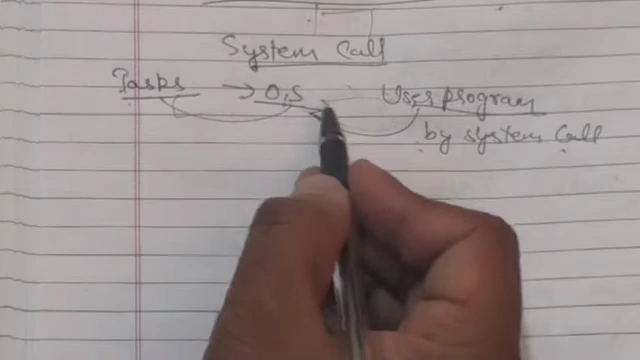 System Call
Tasks → O.S User program
by system Call